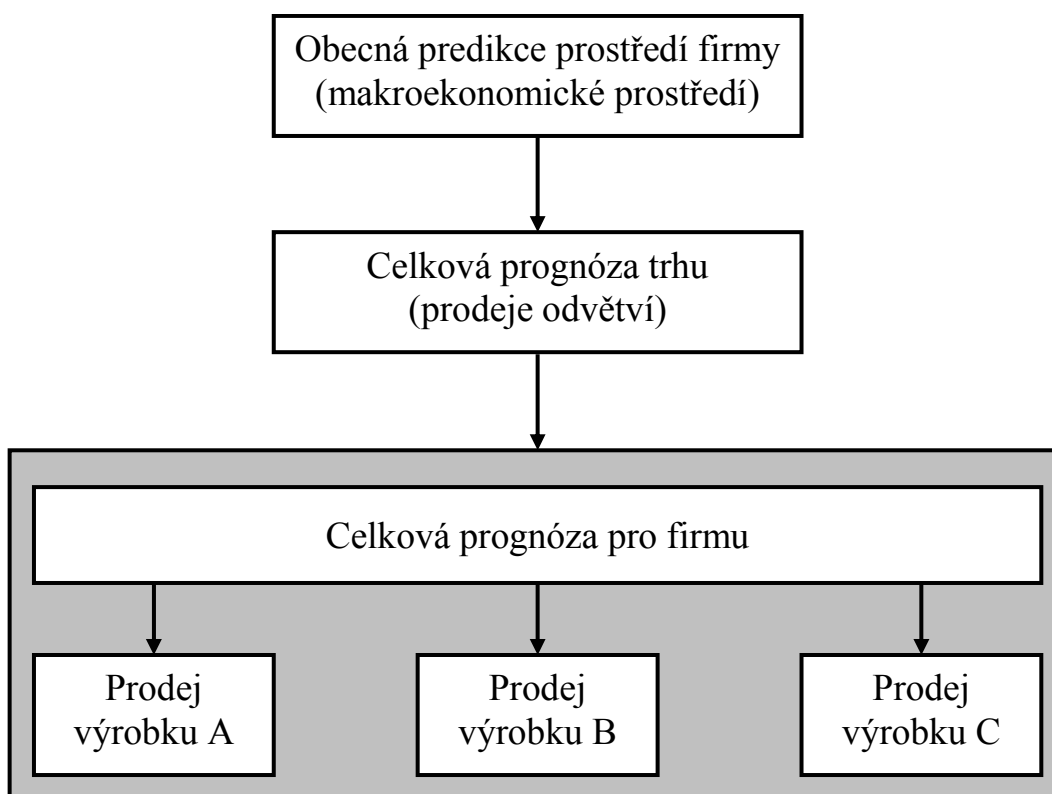 Obecná predikce prostředí firmy
(makroekonomické prostředí)
Celková prognóza trhu
(prodeje odvětví)
Celková prognóza pro firmu
Prodej
výrobku A
Prodej
výrobku B
Prodej
výrobku C